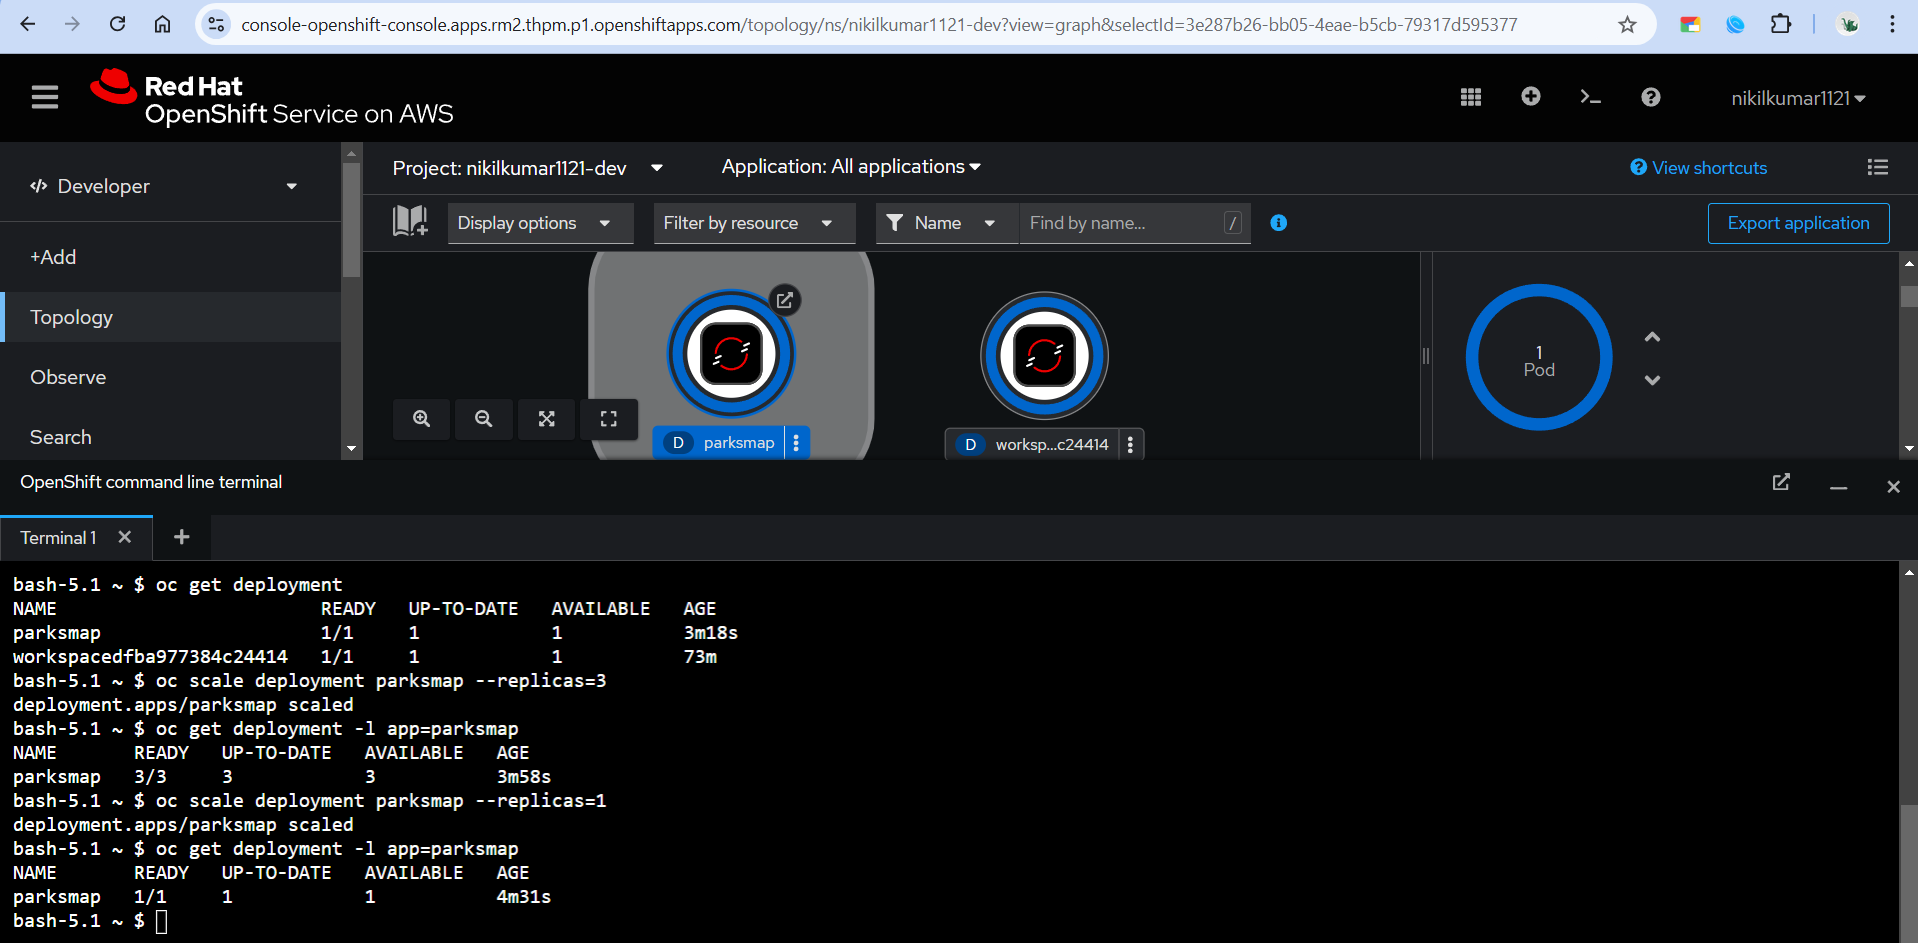 console-openshift-console.apps.rm2.thpm.p1.openshiftapps.com/topology/ns/nikilkumar1121-dev?view=graph&selectId=3e287b26-bb05-4eae-b5cb-79317d595377
Red Hat
OpenShift Service on AWS
nikilkumar1121
Developer
Project: nikilkumar1121-dev
Application: All applications
View shortcuts
Display options
Filter by resource
Name
Find by name...
/
Export application
+Add
Topology
Observe
Search
D parksmap
D worksp...c24414
1
Pod
OpenShift command line terminal
Terminal 1
bash-5.1 ~ $ oc get deployment
NAME READY UP-TO-DATE AVAILABLE AGE
parksmap 1/1 1 1 3m18s
workspacedfba977384c24414 1/1 1 1 73m
bash-5.1 ~ $ oc scale deployment parksmap --replicas=3
deployment.apps/parksmap scaled
bash-5.1 ~ $ oc get deployment -l app=parksmap
NAME READY UP-TO-DATE AVAILABLE AGE
parksmap 3/3 3 3 3m58s
bash-5.1 ~ $ oc scale deployment parksmap --replicas=1
deployment.apps/parksmap scaled
bash-5.1 ~ $ oc get deployment -l app=parksmap
NAME READY UP-TO-DATE AVAILABLE AGE
parksmap 1/1 1 1 4m31s
bash-5.1 ~ $